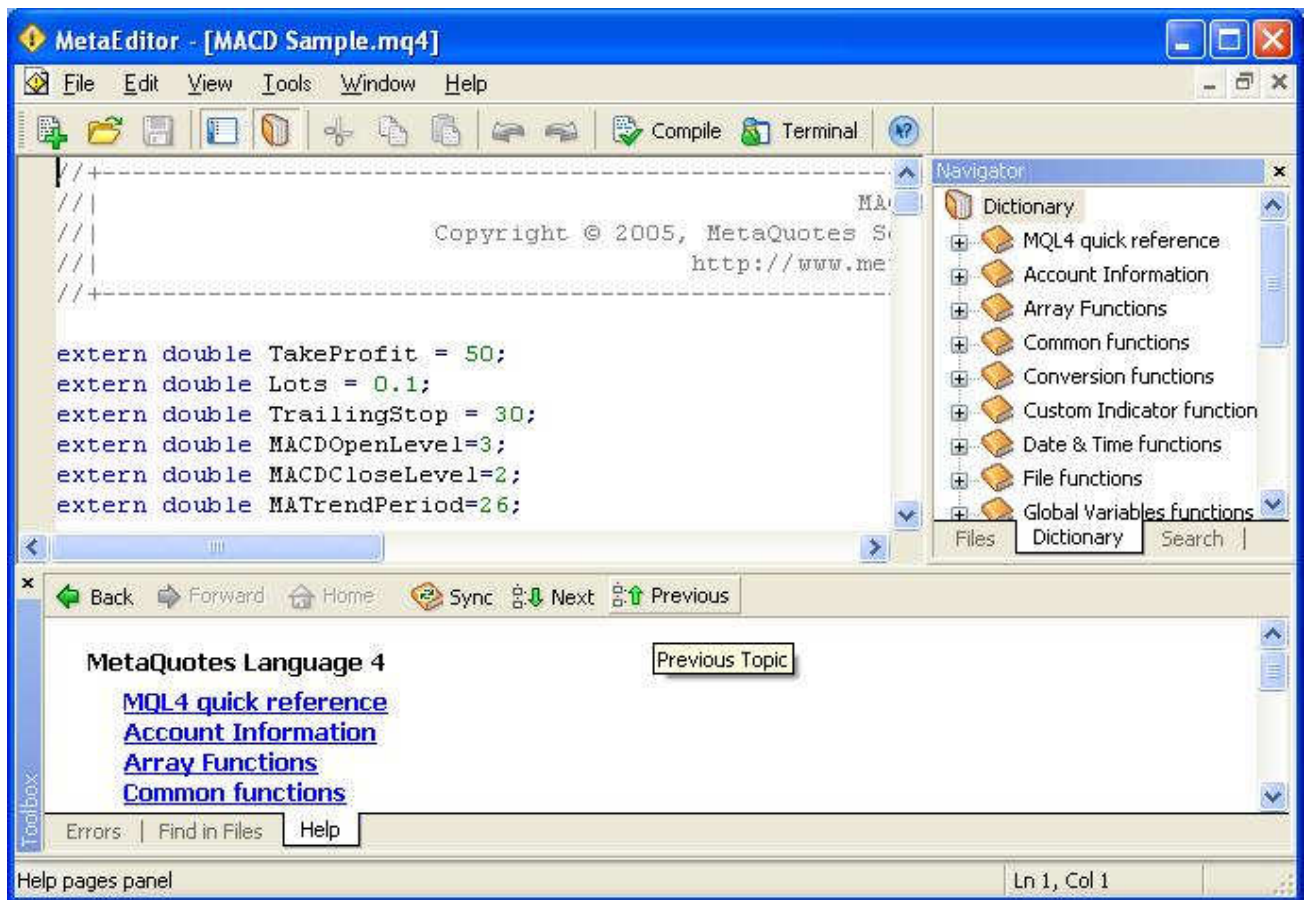 MetaEditor - [MACD Sample.mq4]
File Edit View Tools Window Help
Compile Terminal
//+------------------------------------------------------
//| MA
//| Copyright © 2005, MetaQuotes S
//| http://www.me
//+------------------------------------------------------
extern double TakeProfit = 50;
extern double Lots = 0.1;
extern double TrailingStop = 30;
extern double MACDOpenLevel=3;
extern double MACDCloseLevel=2;
extern double MATrendPeriod=26;
Navigator
Dictionary
MQL4 quick reference
Account Information
Array Functions
Common functions
Conversion functions
Custom Indicator function
Date & Time functions
File functions
Global Variables functions
Files Dictionary Search
Back Forward Home Sync Next Previous
Previous Topic
MetaQuotes Language 4
MQL4 quick reference
Account Information
Array Functions
Common functions
Toolbox
Errors Find in Files Help
Help pages panel Ln 1, Col 1